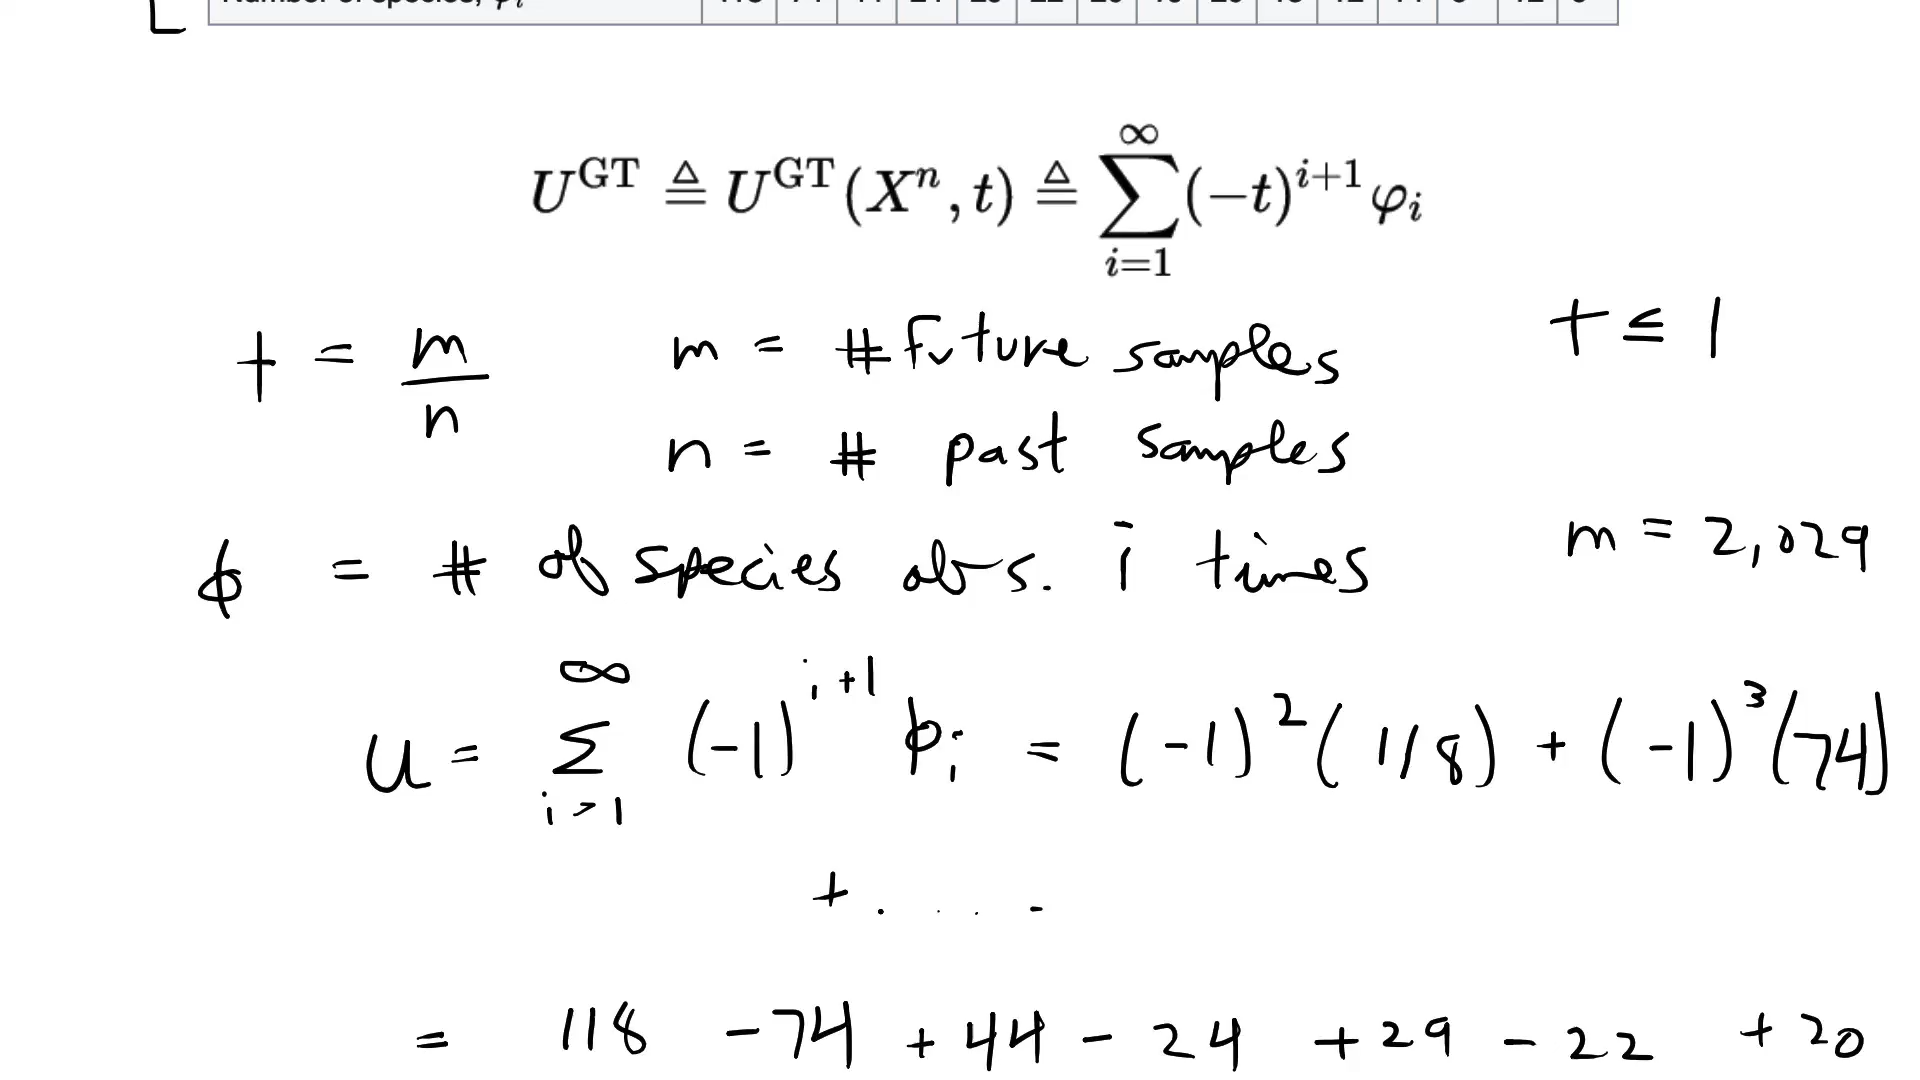 U^GT ≜ U^GT(X^n, t) ≜ ∑_{i=1}^{∞} (−t)^{i+1} φ_i
t = m/n m = # future samples t ≤ 1
n = # past samples
ϕ = # of species obs. i times m = 2,029
U = ∑_{i=1}^{∞} (-1)^{i+1} ϕ_i = (-1)^2 (118) + (-1)^3 (74)
+ . . . . -
= 118 - 74 + 44 - 24 + 29 - 22 + 20